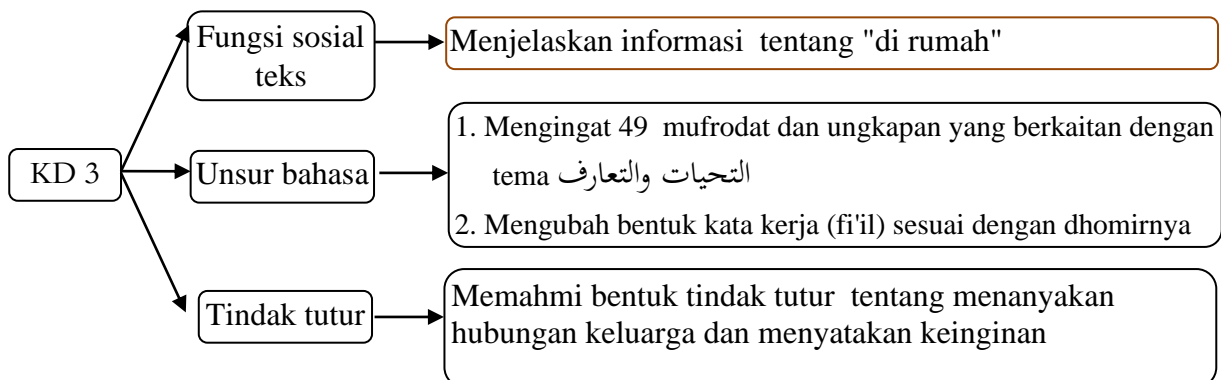 KD 3
Fungsi sosial
teks
Menjelaskan informasi tentang "di rumah"
Unsur bahasa
1. Mengingat 49 mufrodat dan ungkapan yang berkaitan dengan
tema التحيات والتعارف
2. Mengubah bentuk kata kerja (fi'il) sesuai dengan dhomirnya
Tindak tutur
Memahmi bentuk tindak tutur tentang menanyakan
hubungan keluarga dan menyatakan keinginan